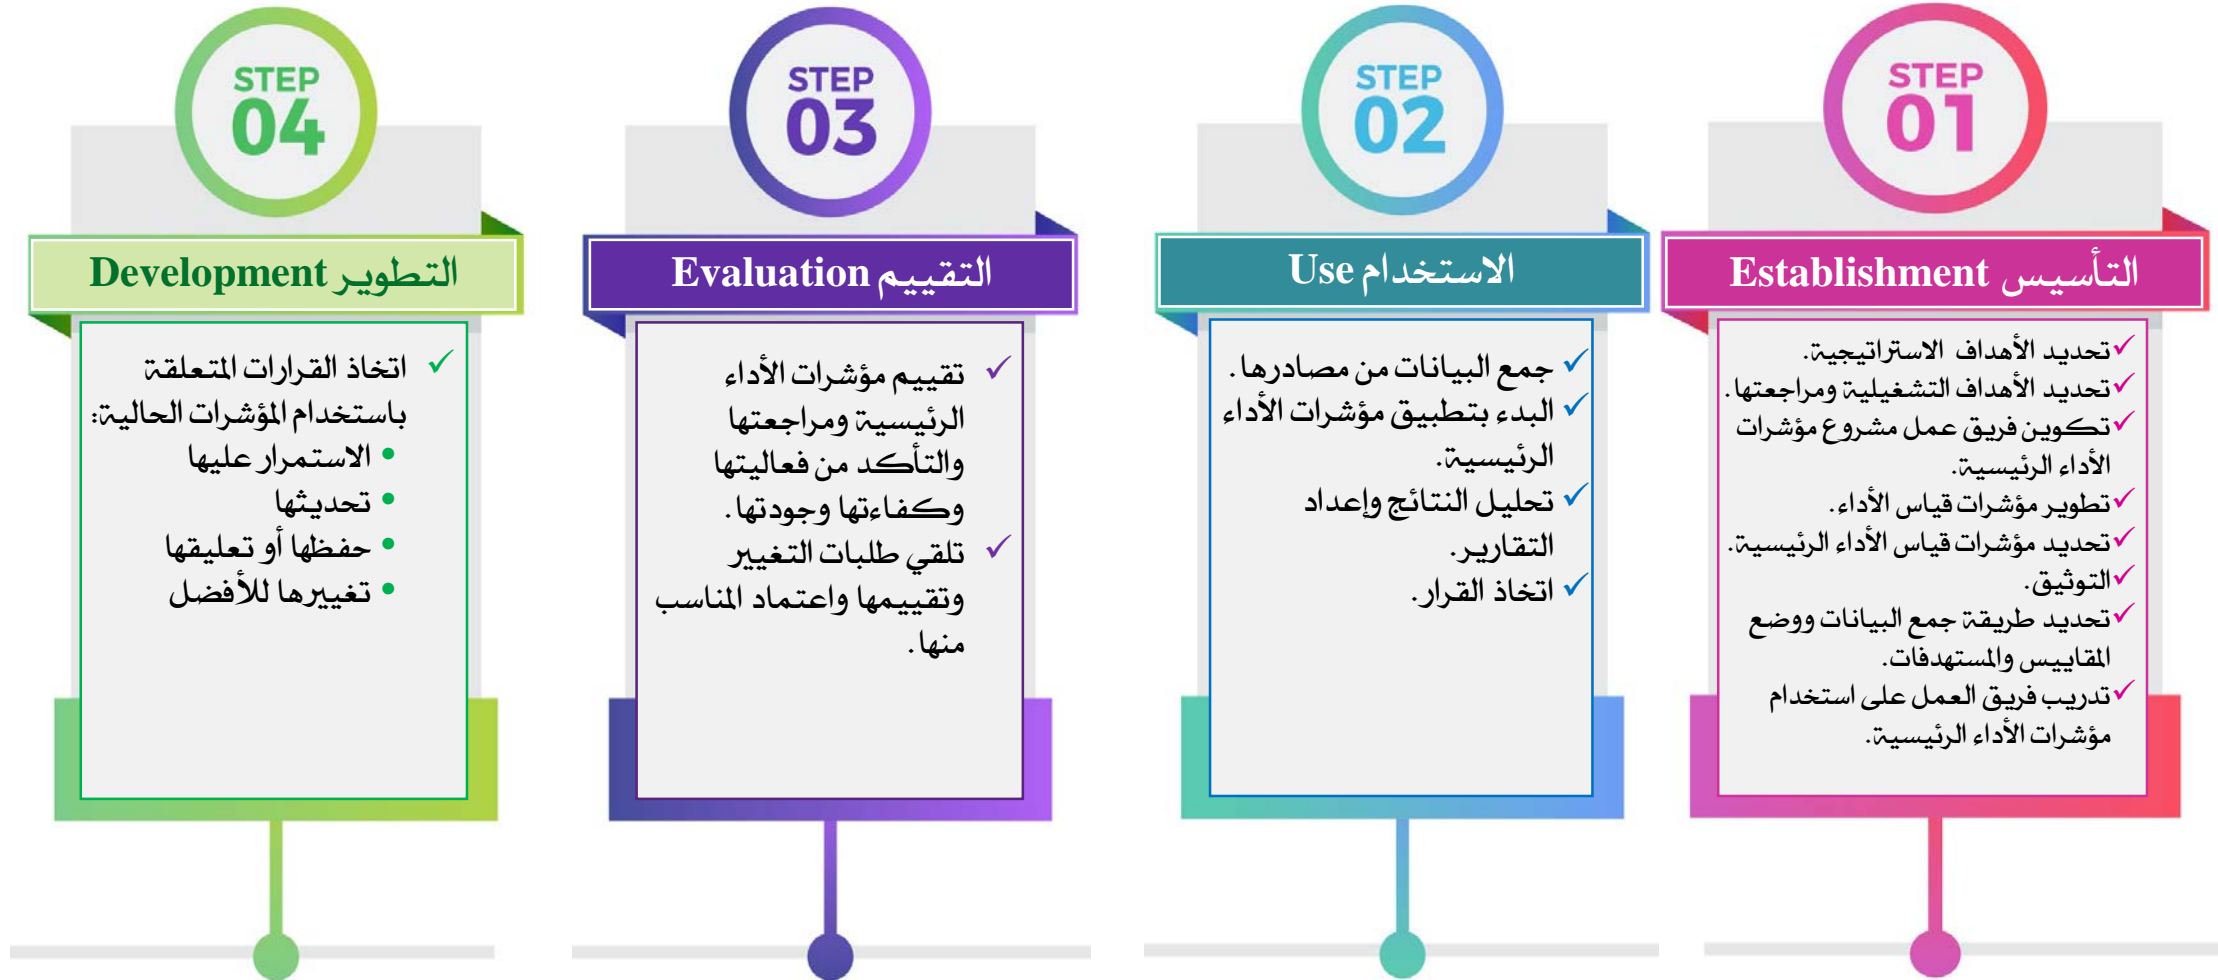 STEP
01
التأسيس Establishment
✓تحديد الأهداف الاستراتيجية.
✓تحديد الأهداف التشغيلية ومراجعتها.
✓تكوين فريق عمل مشروع مؤشرات
الأداء الرئيسية.
✓تطوير مؤشرات قياس الأداء.
✓تحديد مؤشرات قياس الأداء الرئيسية.
✓التوثيق.
✓تحديد طريقة جمع البيانات ووضع
المقاييس والمستهدفات.
✓تدريب فريق العمل على استخدام
مؤشرات الأداء الرئيسية.
STEP
02
الاستخدام Use
✓ جمع البيانات من مصادرها.
✓ البدء بتطبيق مؤشرات الأداء
الرئيسية.
✓ تحليل النتائج وإعداد
التقارير.
✓ اتخاذ القرار.
STEP
03
التقييم Evaluation
✓ تقييم مؤشرات الأداء
الرئيسية ومراجعتها
والتأكد من فعاليتها
وكفاءتها وجودتها.
✓ تلقي طلبات التغيير
وتقييمها واعتماد المناسب
منها.
STEP
04
التطوير Development
✓ اتخاذ القرارات المتعلقة
باستخدام المؤشرات الحالية:
• الاستمرار عليها
• تحديثها
• حفظها أو تعليقها
• تغييرها للأفضل